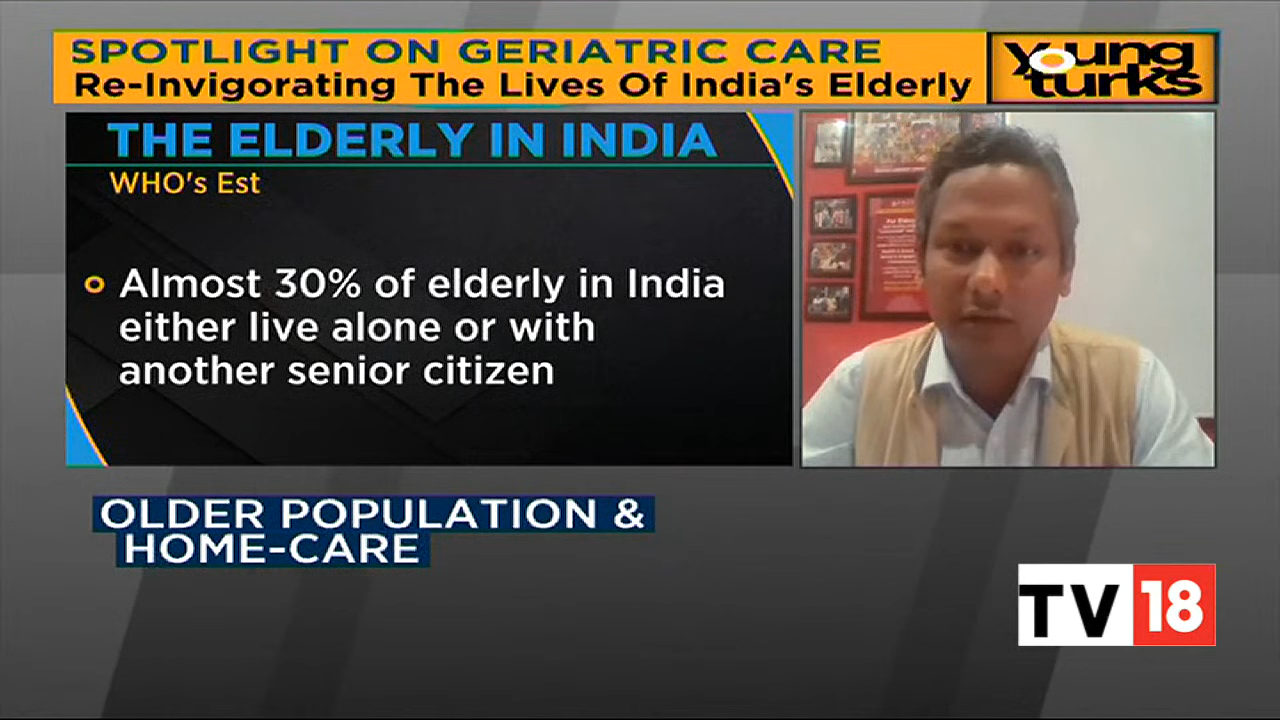 SPOTLIGHT ON GERIATRIC CARE
Re-Invigorating The Lives Of India's Elderly
young
turks
THE ELDERLY IN INDIA
WHO's Est
Almost 30% of elderly in India
either live alone or with
another senior citizen
OLDER POPULATION &
HOME-CARE
TV18